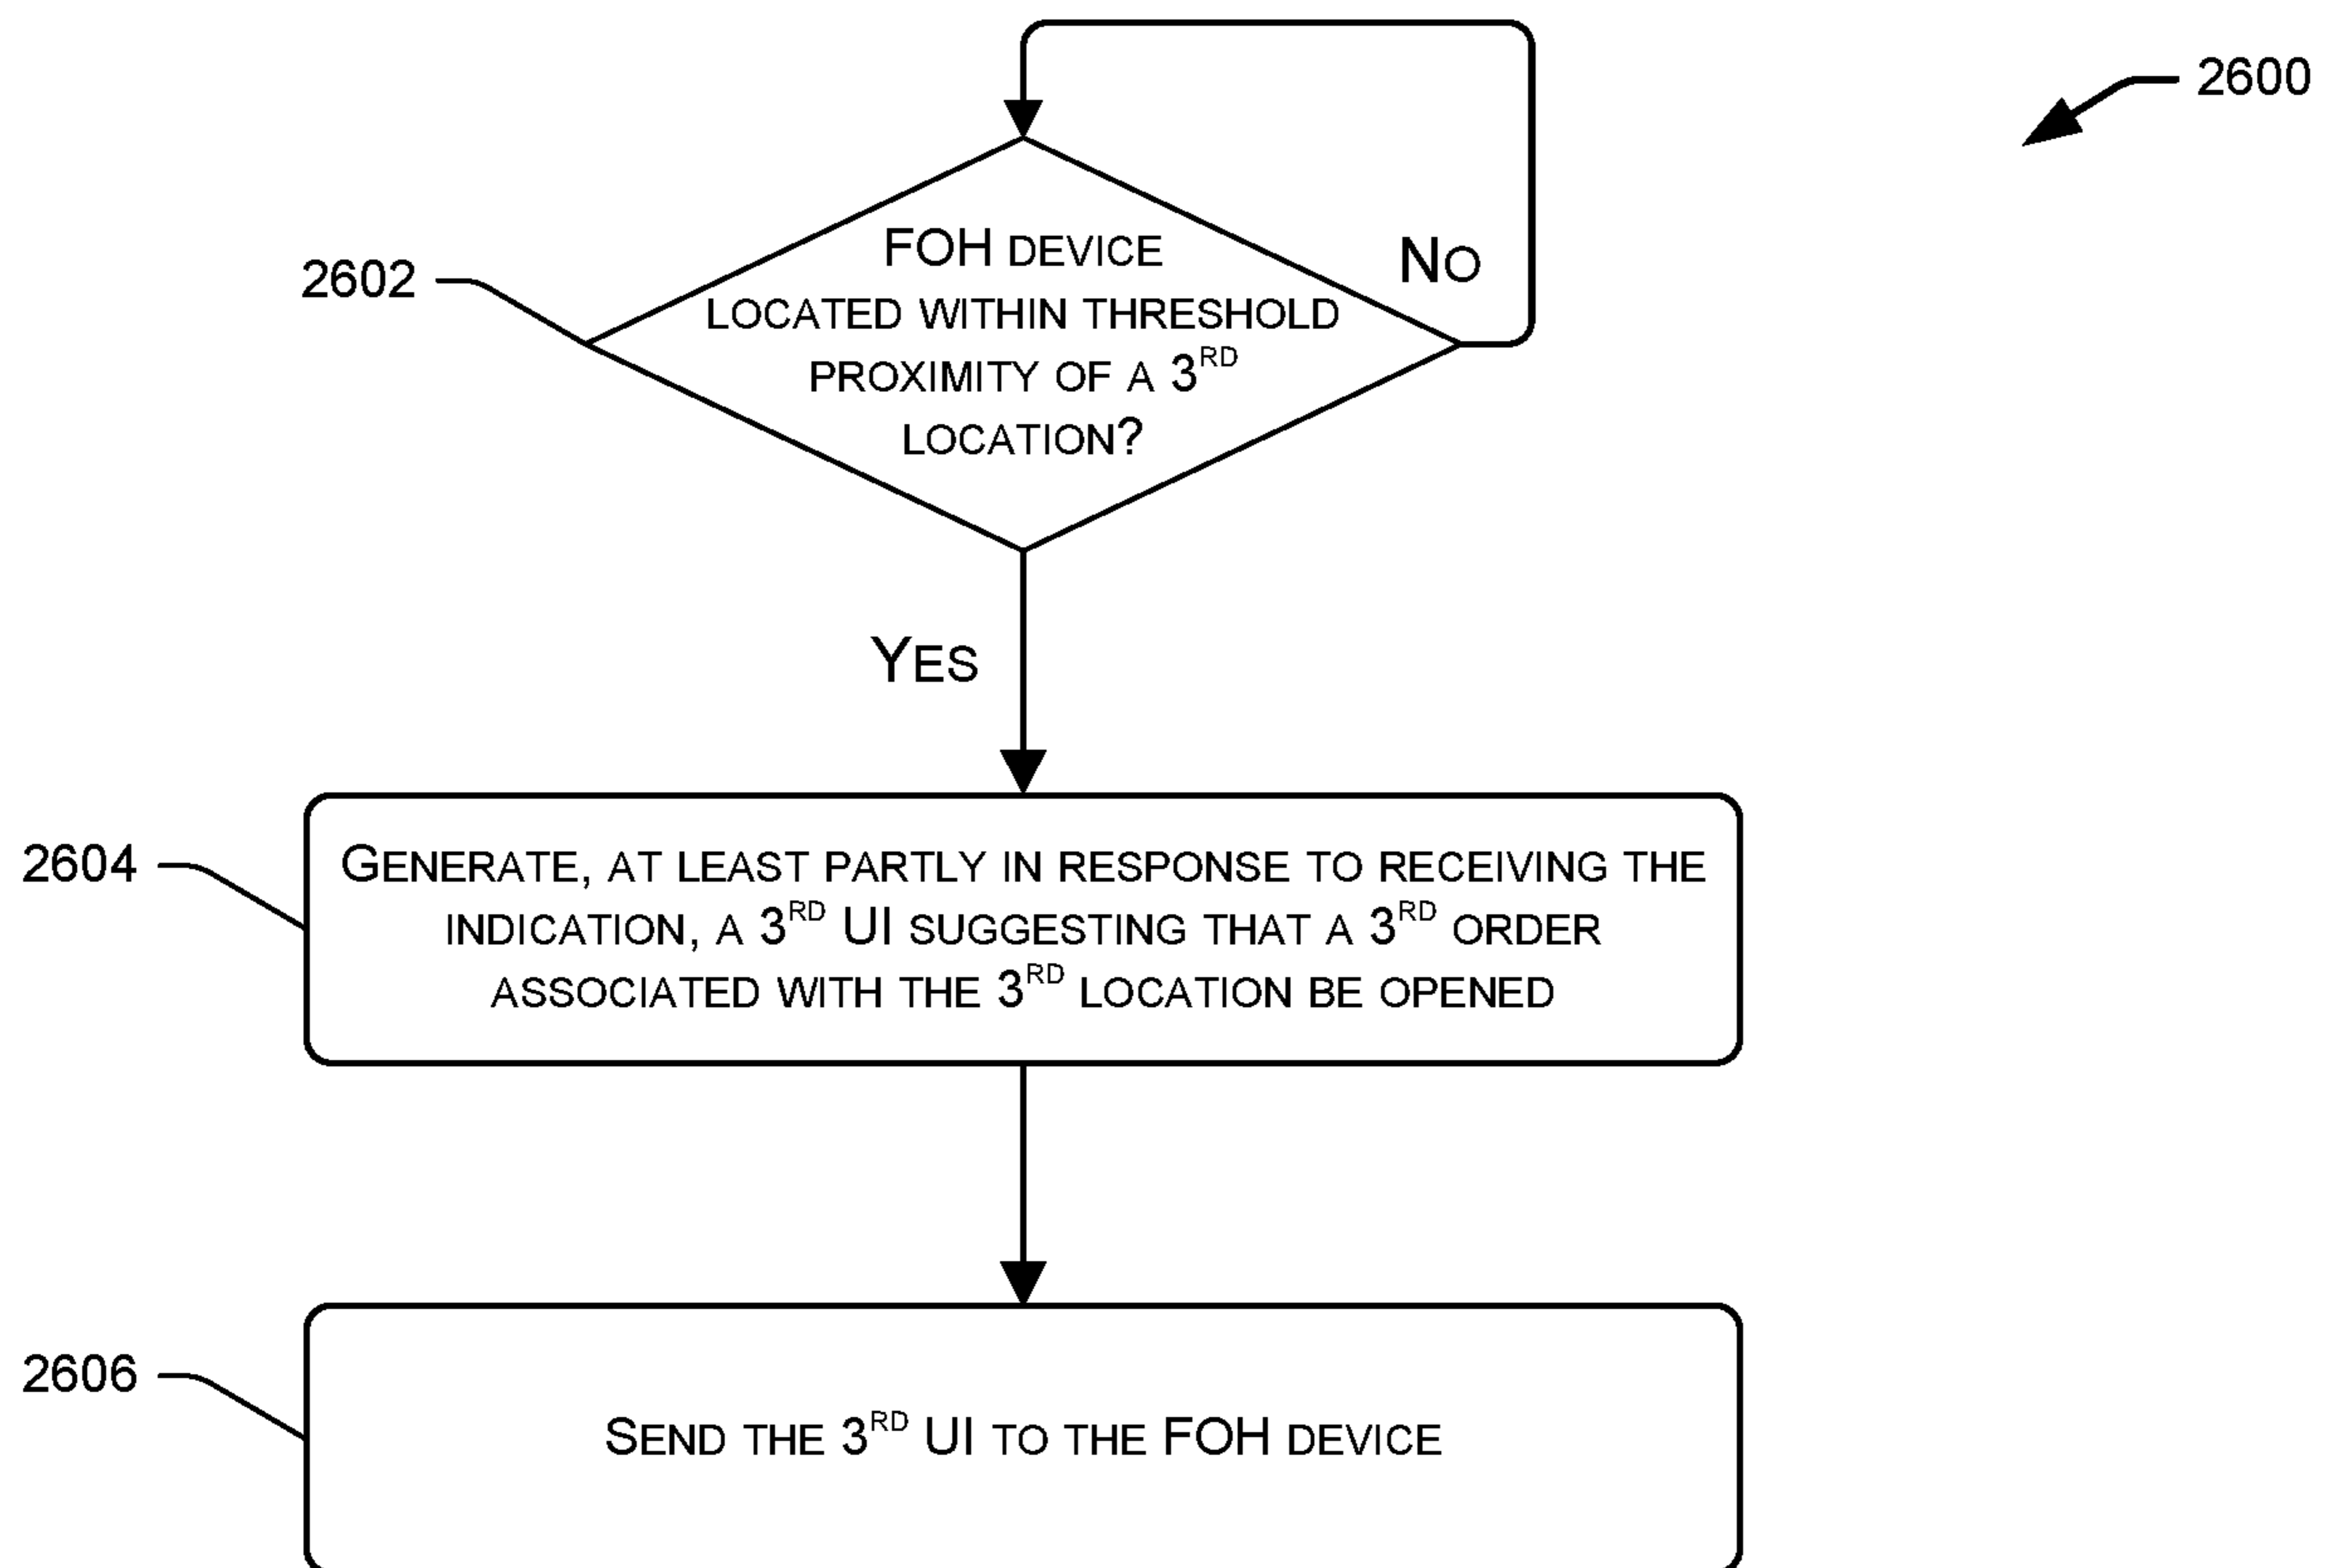 2600
2602
FOH DEVICE
LOCATED WITHIN THRESHOLD
PROXIMITY OF A 3RD
LOCATION?
NO
YES
2604
GENERATE, AT LEAST PARTLY IN RESPONSE TO RECEIVING THE
INDICATION, A 3RD UI SUGGESTING THAT A 3RD ORDER
ASSOCIATED WITH THE 3RD LOCATION BE OPENED
2606
SEND THE 3RD UI TO THE FOH DEVICE